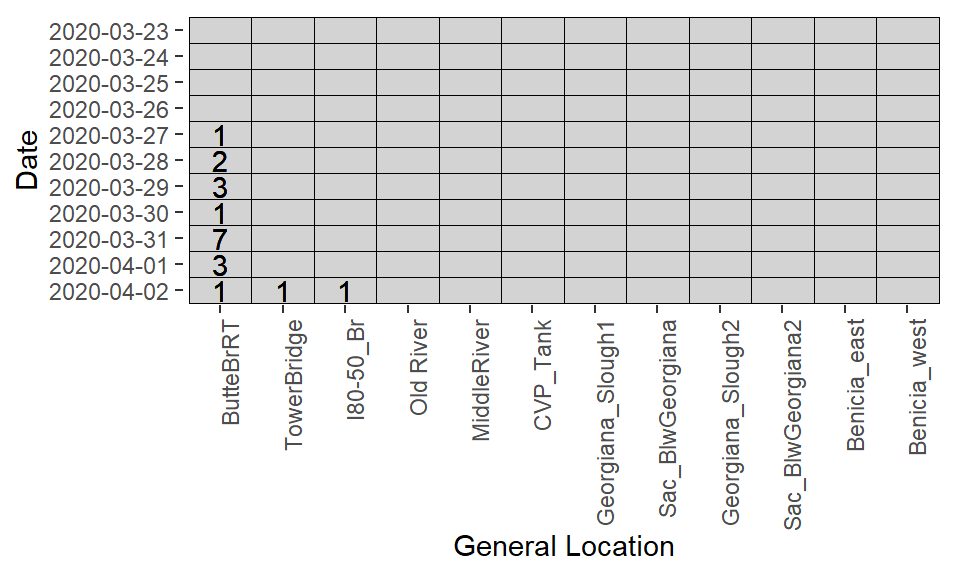 Date
2020-03-23
2020-03-24
2020-03-25
2020-03-26
2020-03-27 1
2020-03-28 2
2020-03-29 3
2020-03-30 1
2020-03-31 7
2020-04-01 3
2020-04-02 1 1 1
ButteBrRT
TowerBridge
I80-50_Br
Old River
MiddleRiver
CVP_Tank
Georgiana_Slough1
Sac_BlwGeorgiana
Georgiana_Slough2
Sac_BlwGeorgiana2
Benicia_east
Benicia_west
General Location